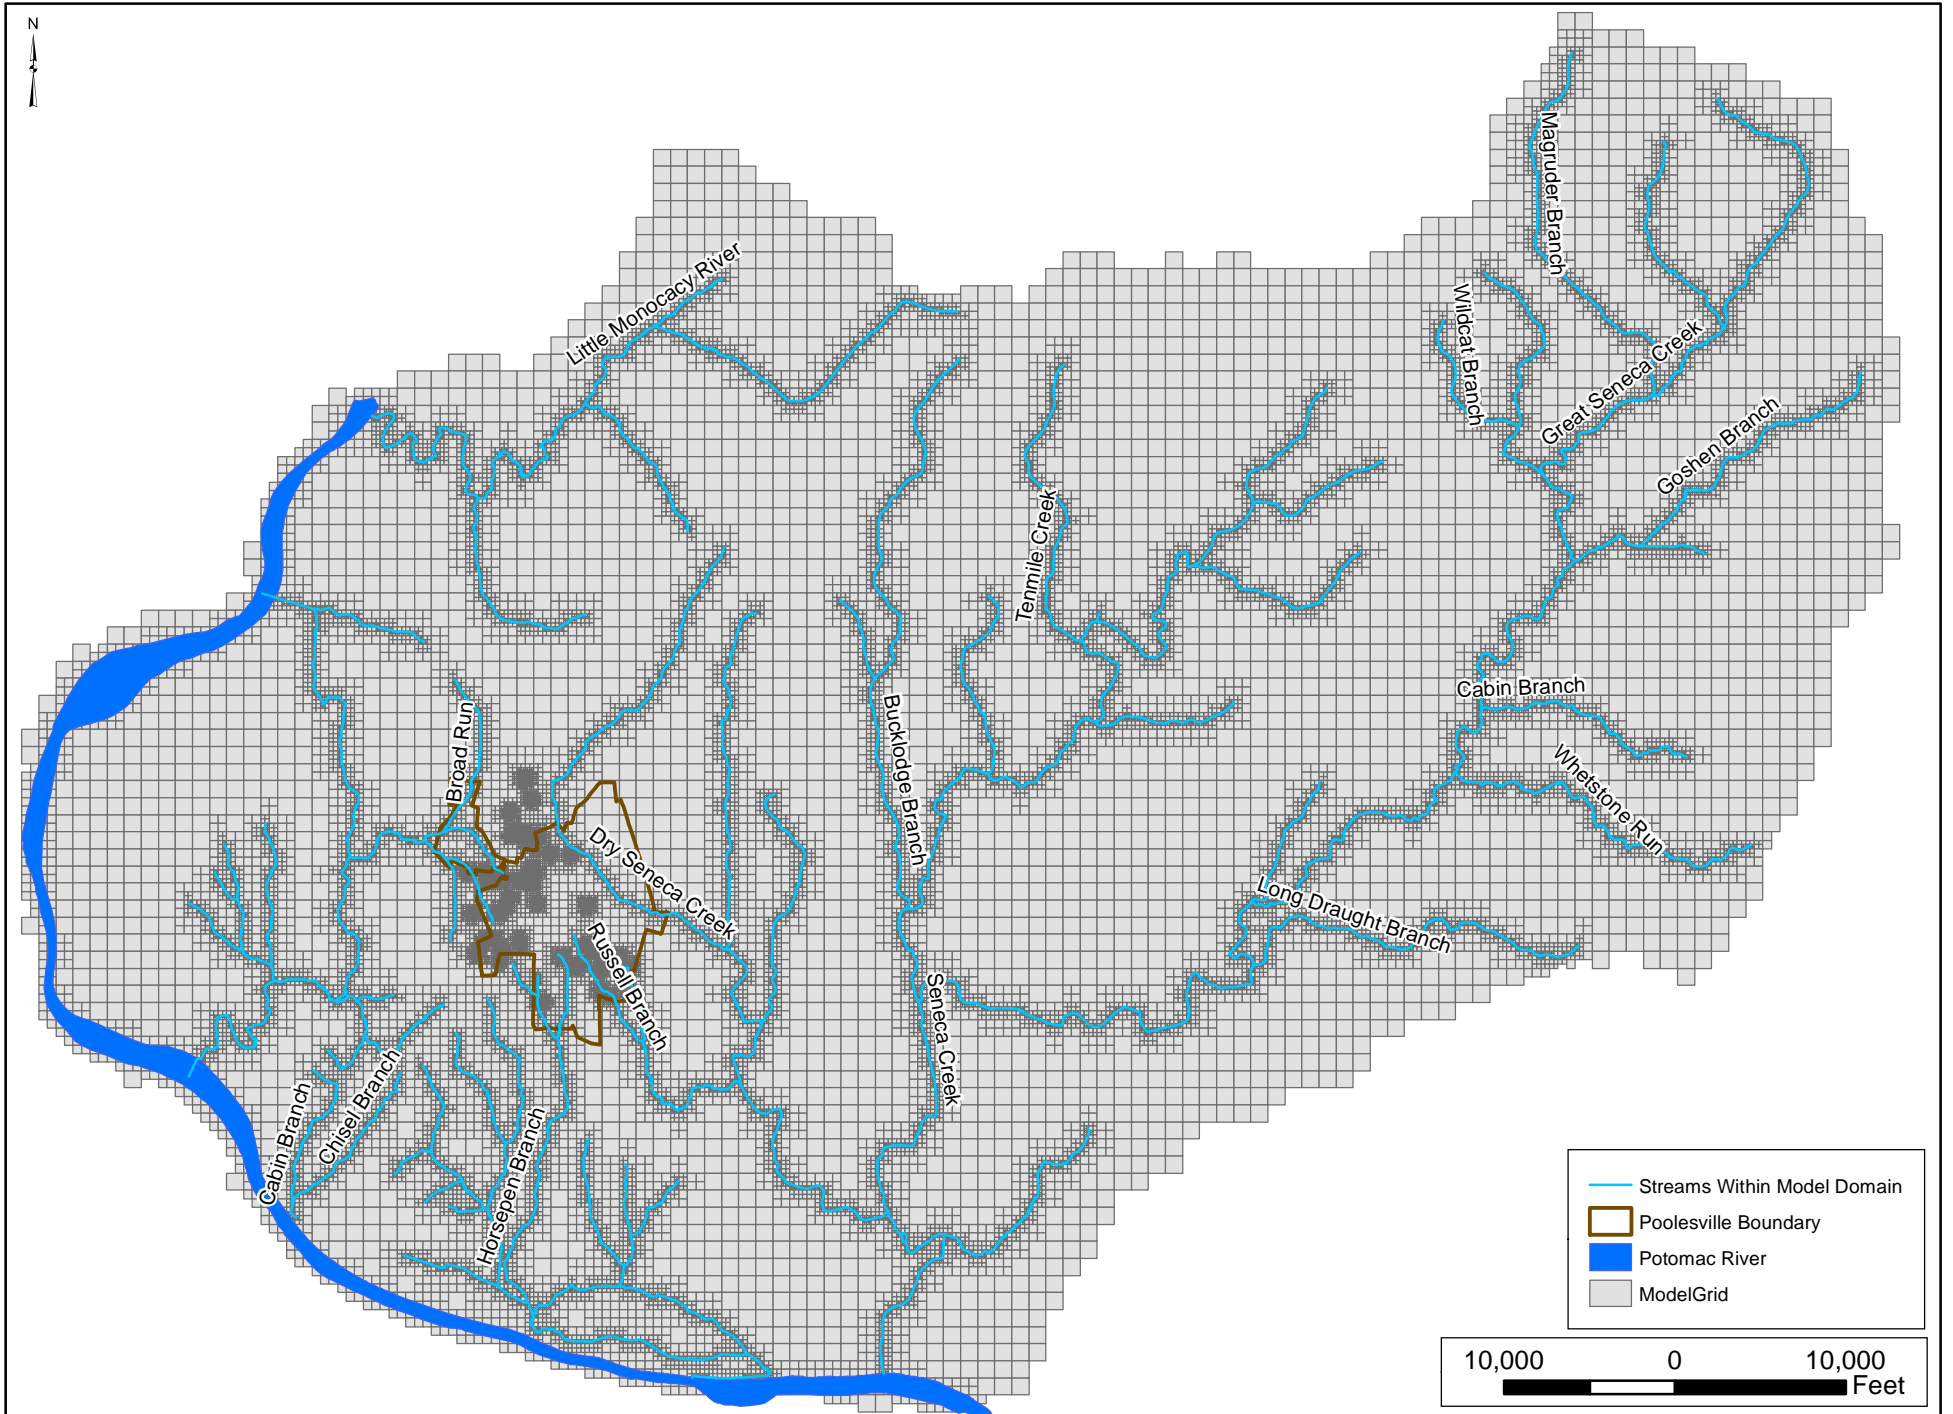 N
Magruder Branch
Little Monocacy River
Wildcat Branch
Great Seneca Creek
Goshen Branch
Tenmile Creek
Cabin Branch
Bucklodge Branch
Broad Run
Whetstone Run
Dry Seneca Creek
Long Draught Branch
Russell Branch
Seneca Creek
Chisel Branch
Cabin Branch
Horsepen Branch
Streams Within Model Domain
Poolesville Boundary
Potomac River
ModelGrid
10,000 0 10,000
Feet